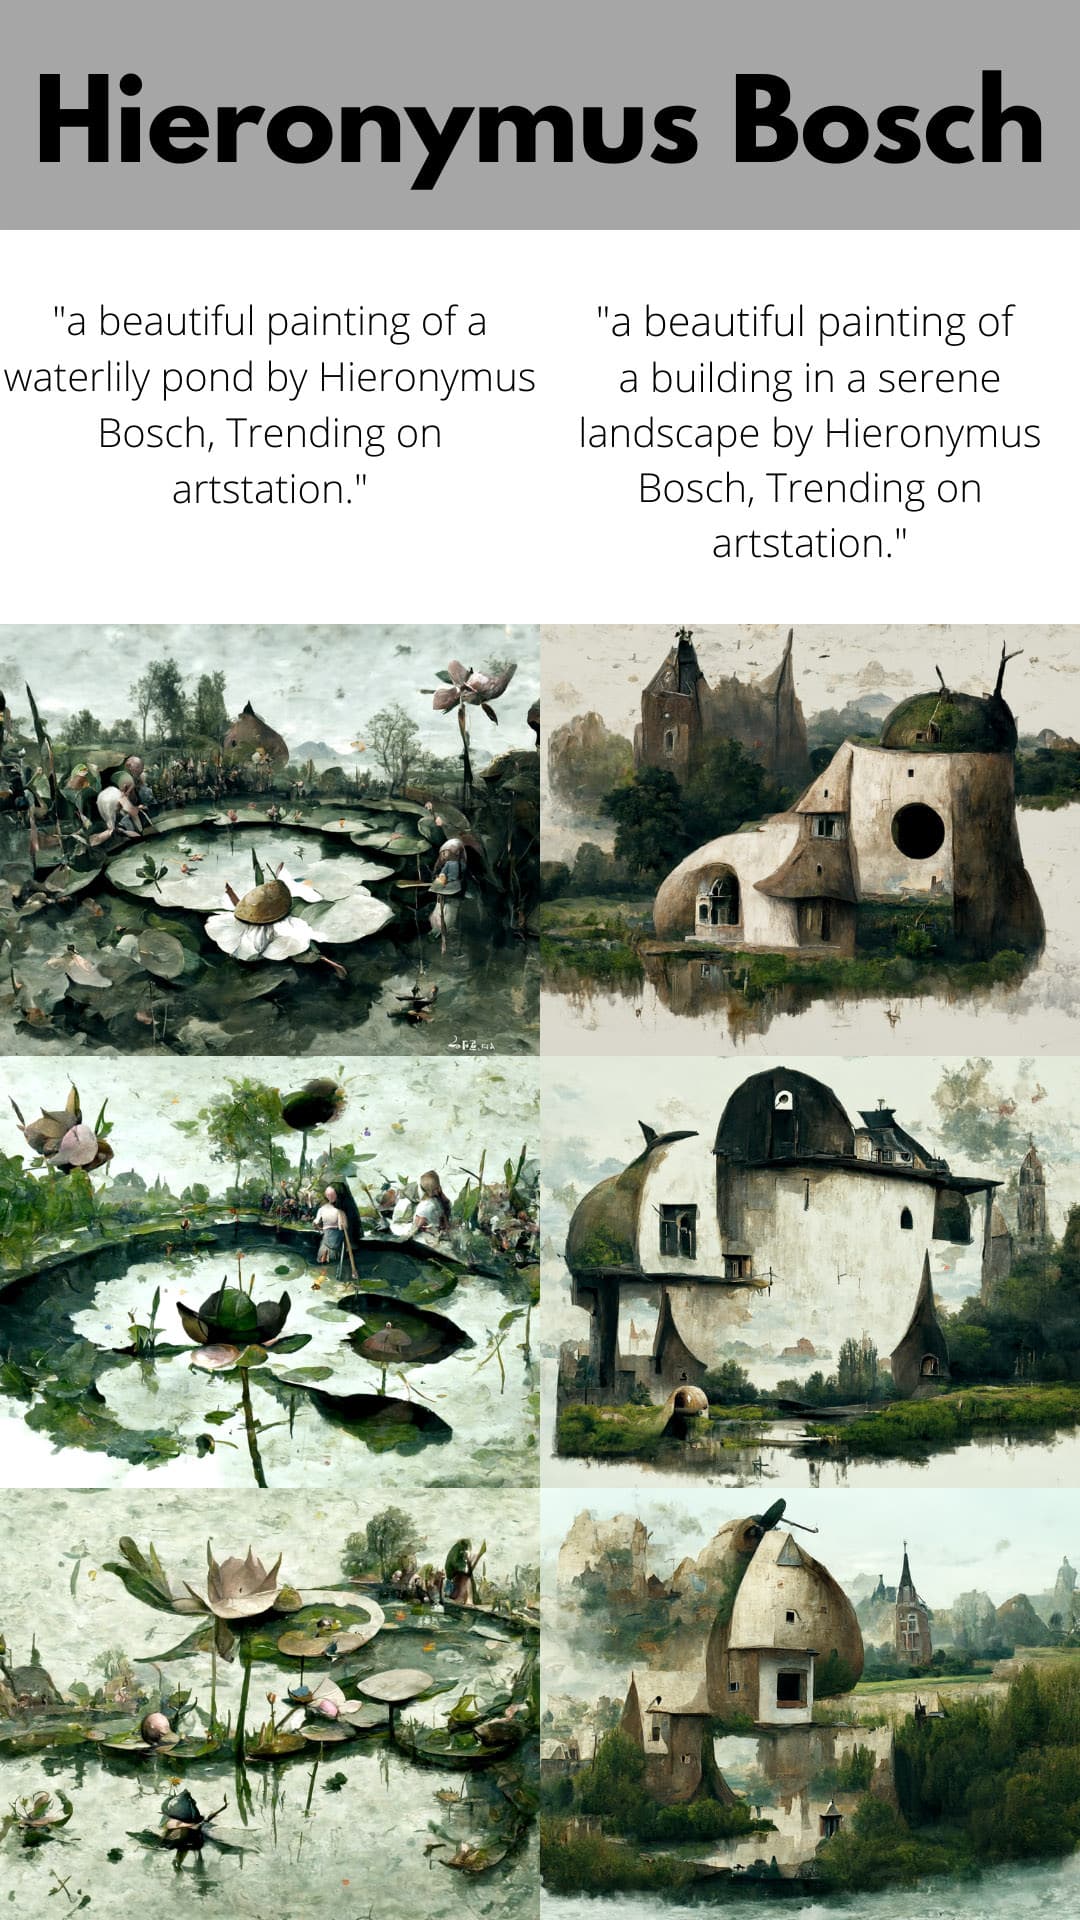 Hieronymus Bosch
"a beautiful painting of a
waterlily pond by Hieronymus
Bosch, Trending on
artstation."
"a beautiful painting of
a building in a serene
landscape by Hieronymus
Bosch, Trending on
artstation."